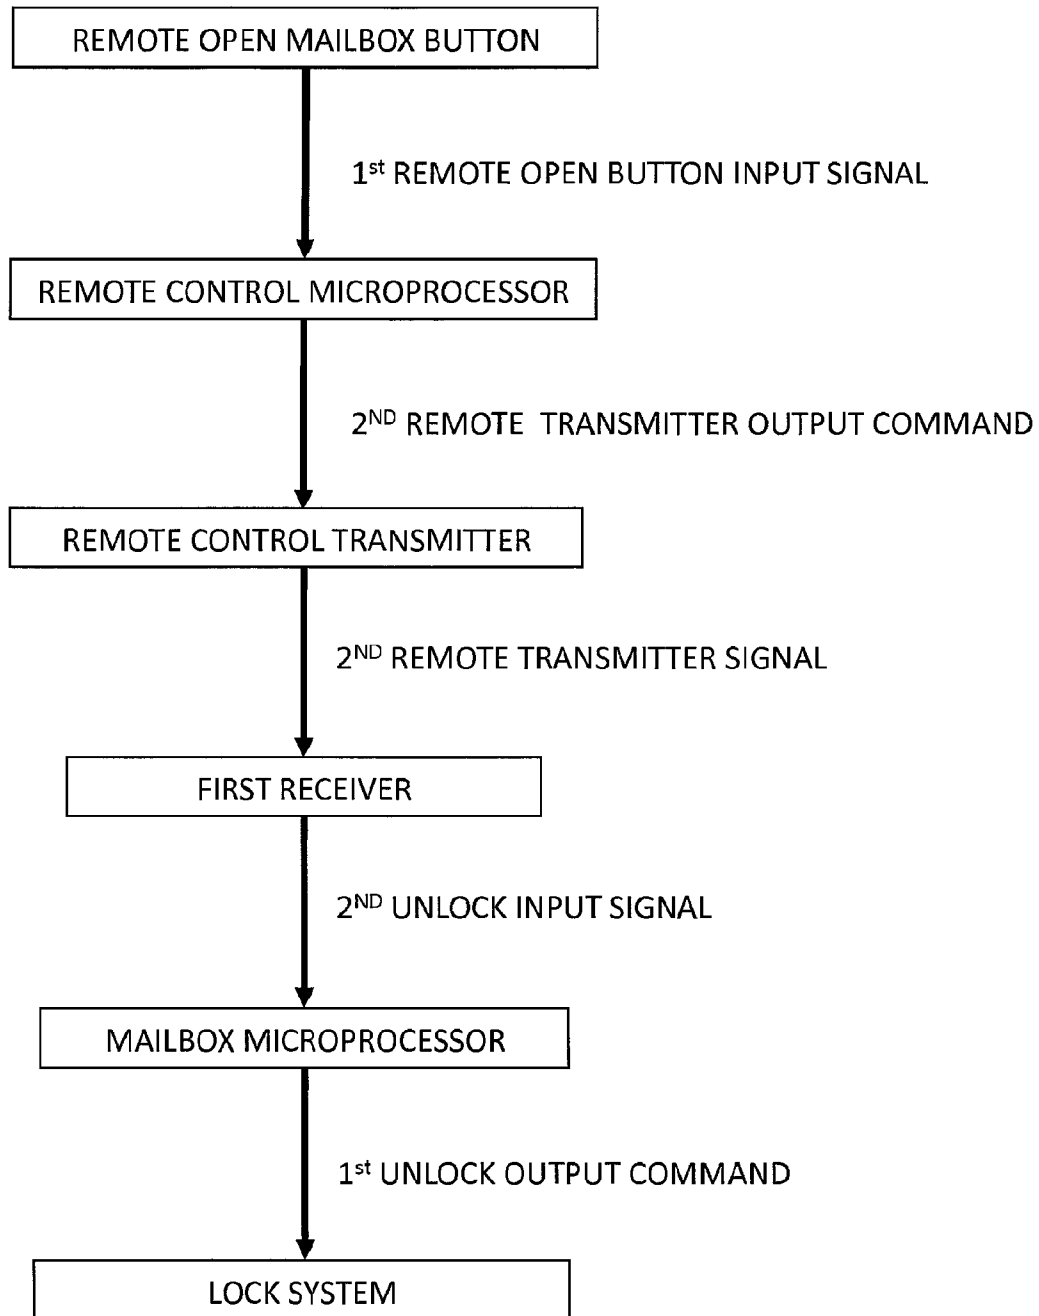 REMOTE OPEN MAILBOX BUTTON
1st REMOTE OPEN BUTTON INPUT SIGNAL
REMOTE CONTROL MICROPROCESSOR
2ND REMOTE TRANSMITTER OUTPUT COMMAND
REMOTE CONTROL TRANSMITTER
2ND REMOTE TRANSMITTER SIGNAL
FIRST RECEIVER
2ND UNLOCK INPUT SIGNAL
MAILBOX MICROPROCESSOR
1st UNLOCK OUTPUT COMMAND
LOCK SYSTEM